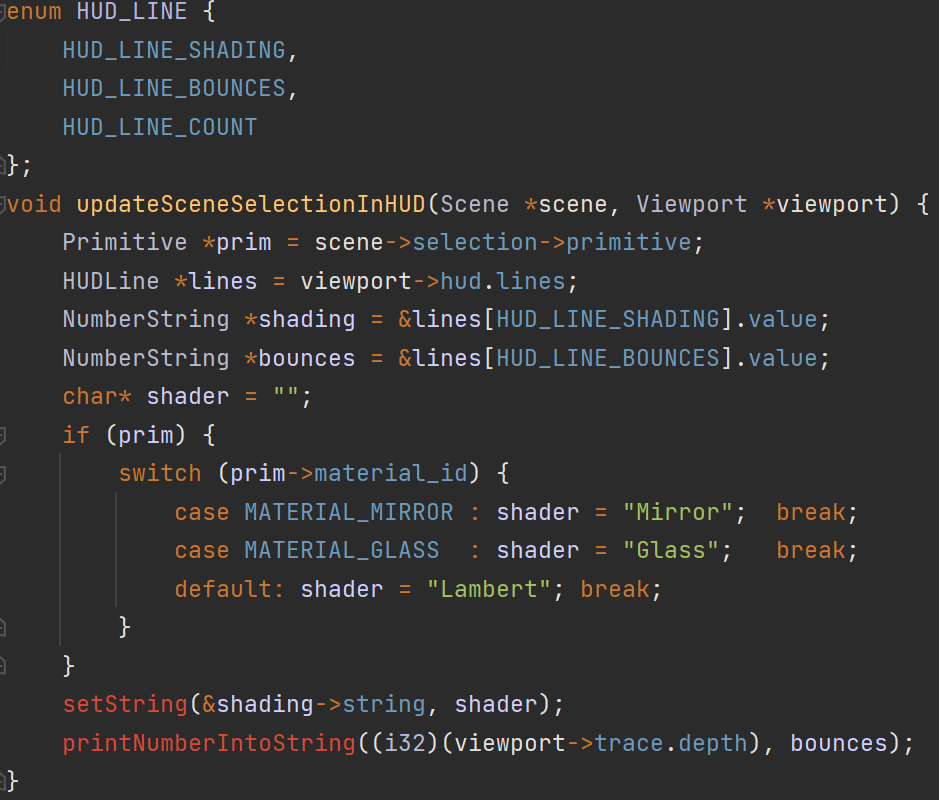 enum HUD_LINE {
    HUD_LINE_SHADING,
    HUD_LINE_BOUNCES,
    HUD_LINE_COUNT
};
void updateSceneSelectionInHUD(Scene *scene, Viewport *viewport) {
    Primitive *prim = scene->selection->primitive;
    HUDLine *lines = viewport->hud.lines;
    NumberString *shading = &lines[HUD_LINE_SHADING].value;
    NumberString *bounces = &lines[HUD_LINE_BOUNCES].value;
    char* shader = "";
    if (prim) {
        switch (prim->material_id) {
            case MATERIAL_MIRROR : shader = "Mirror";  break;
            case MATERIAL_GLASS  : shader = "Glass";   break;
            default: shader = "Lambert"; break;
        }
    }
    setString(&shading->string, shader);
    printNumberIntoString((i32)(viewport->trace.depth), bounces);
}